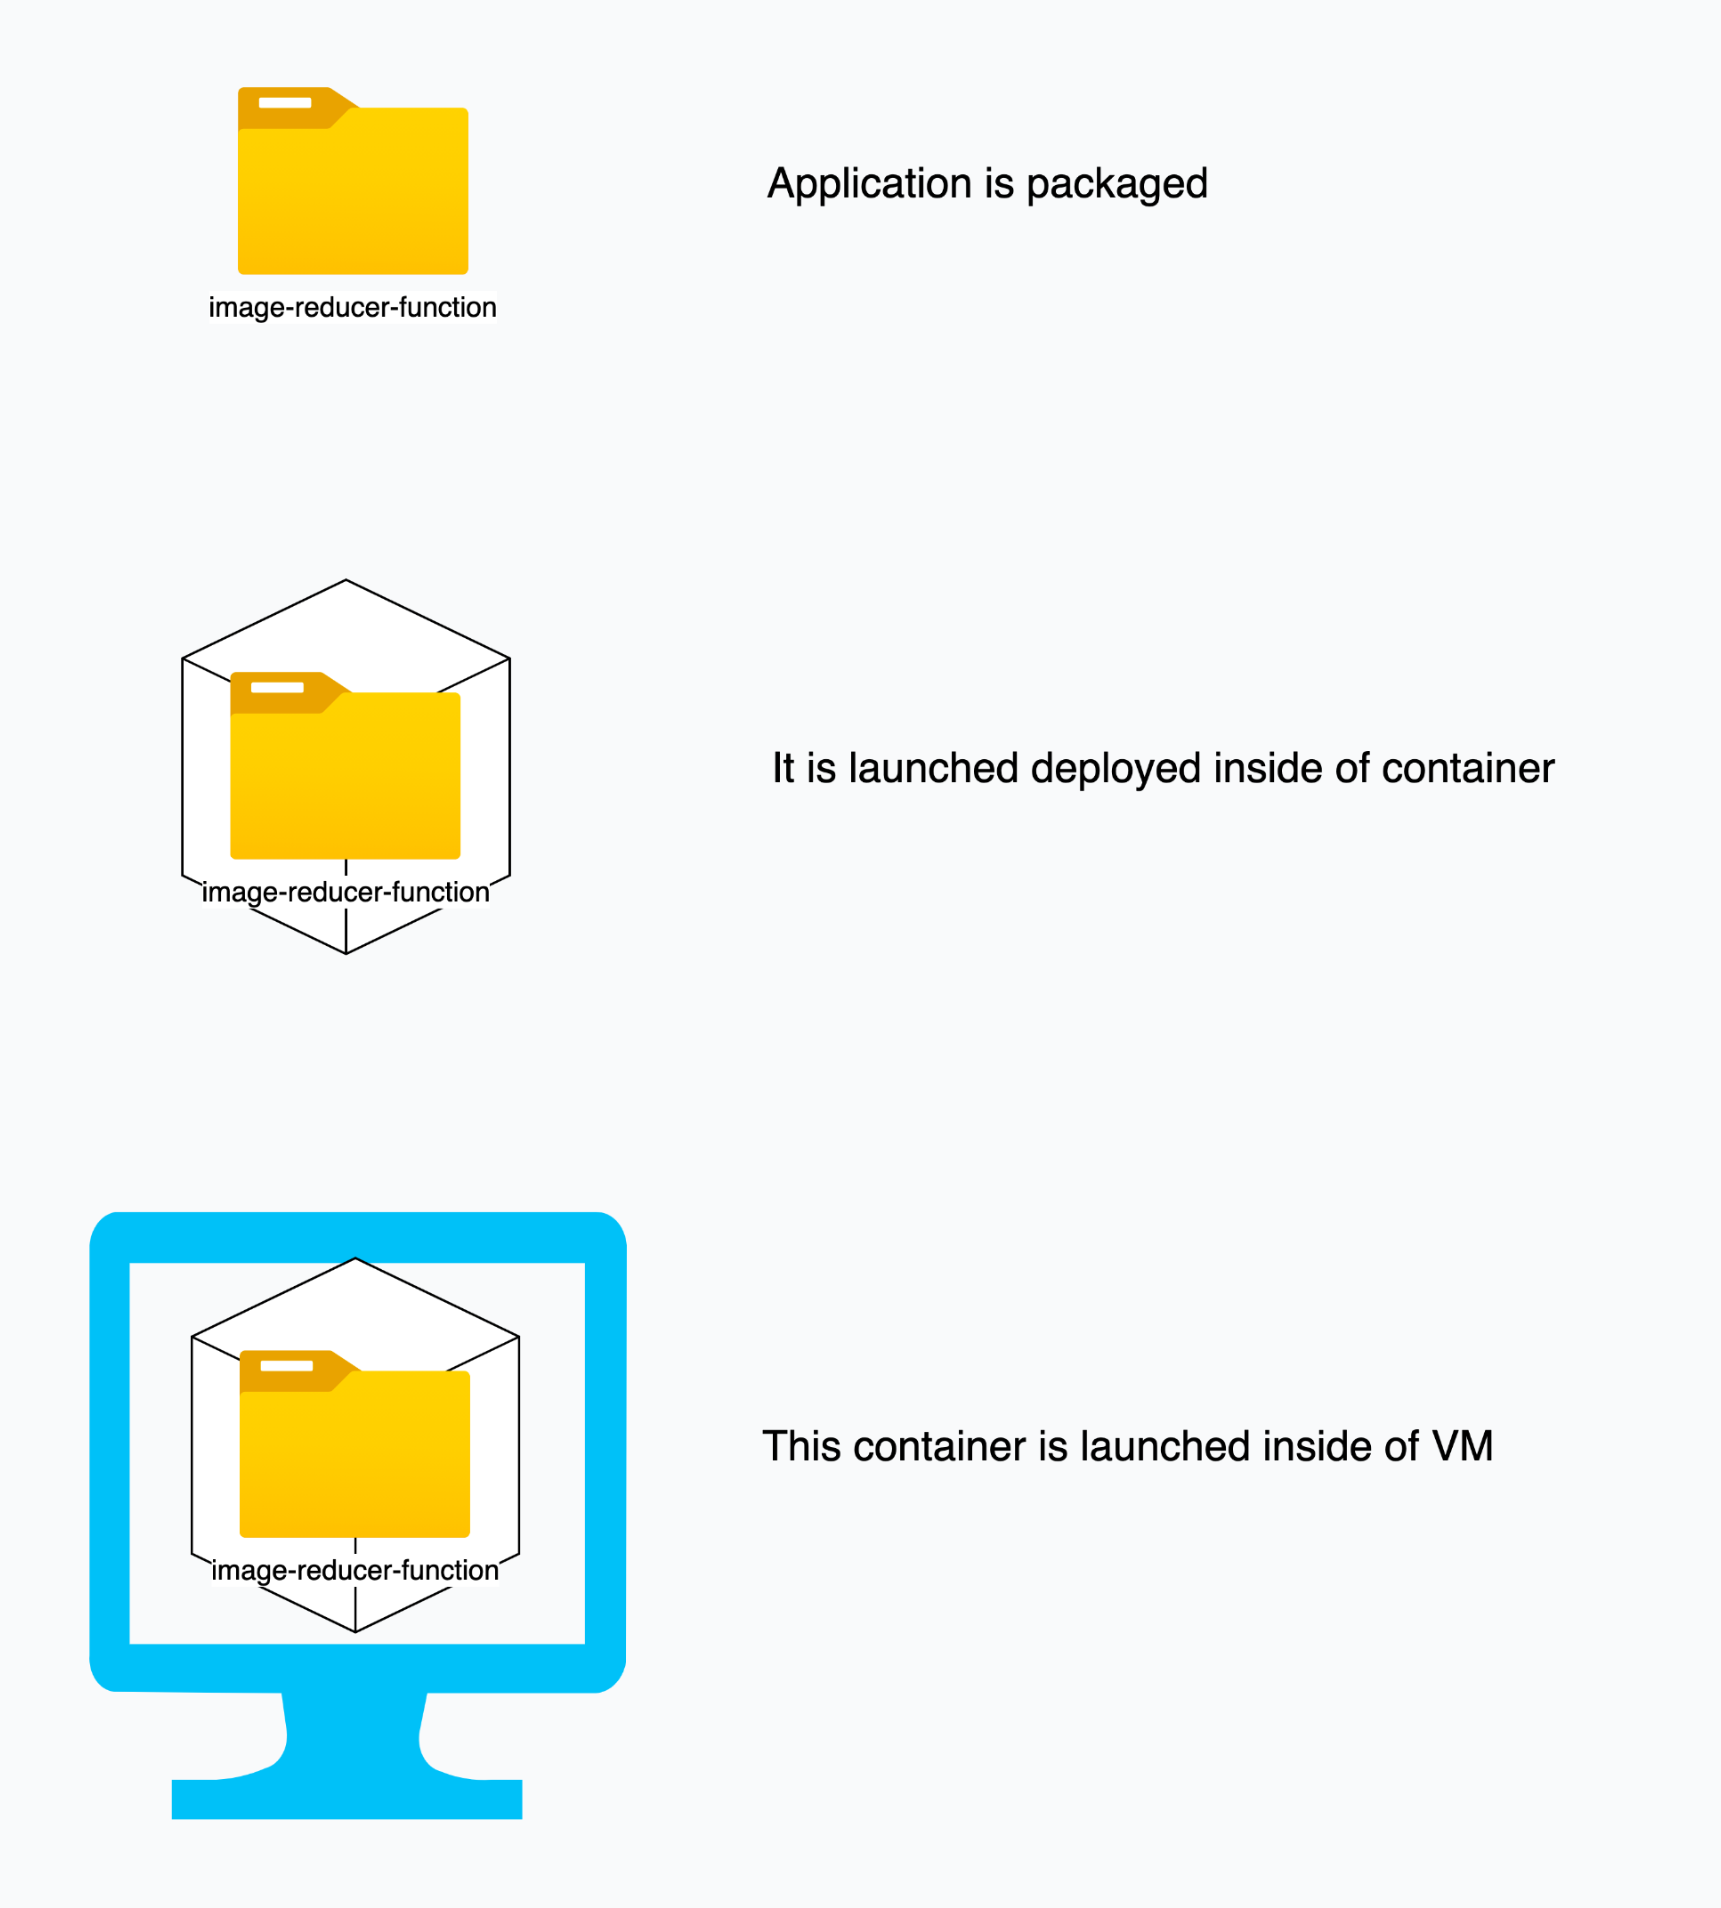 Application is packaged
image-reducer-function
It is launched deployed inside of container
image-reducer-function
This container is launched inside of VM
image-reducer-function